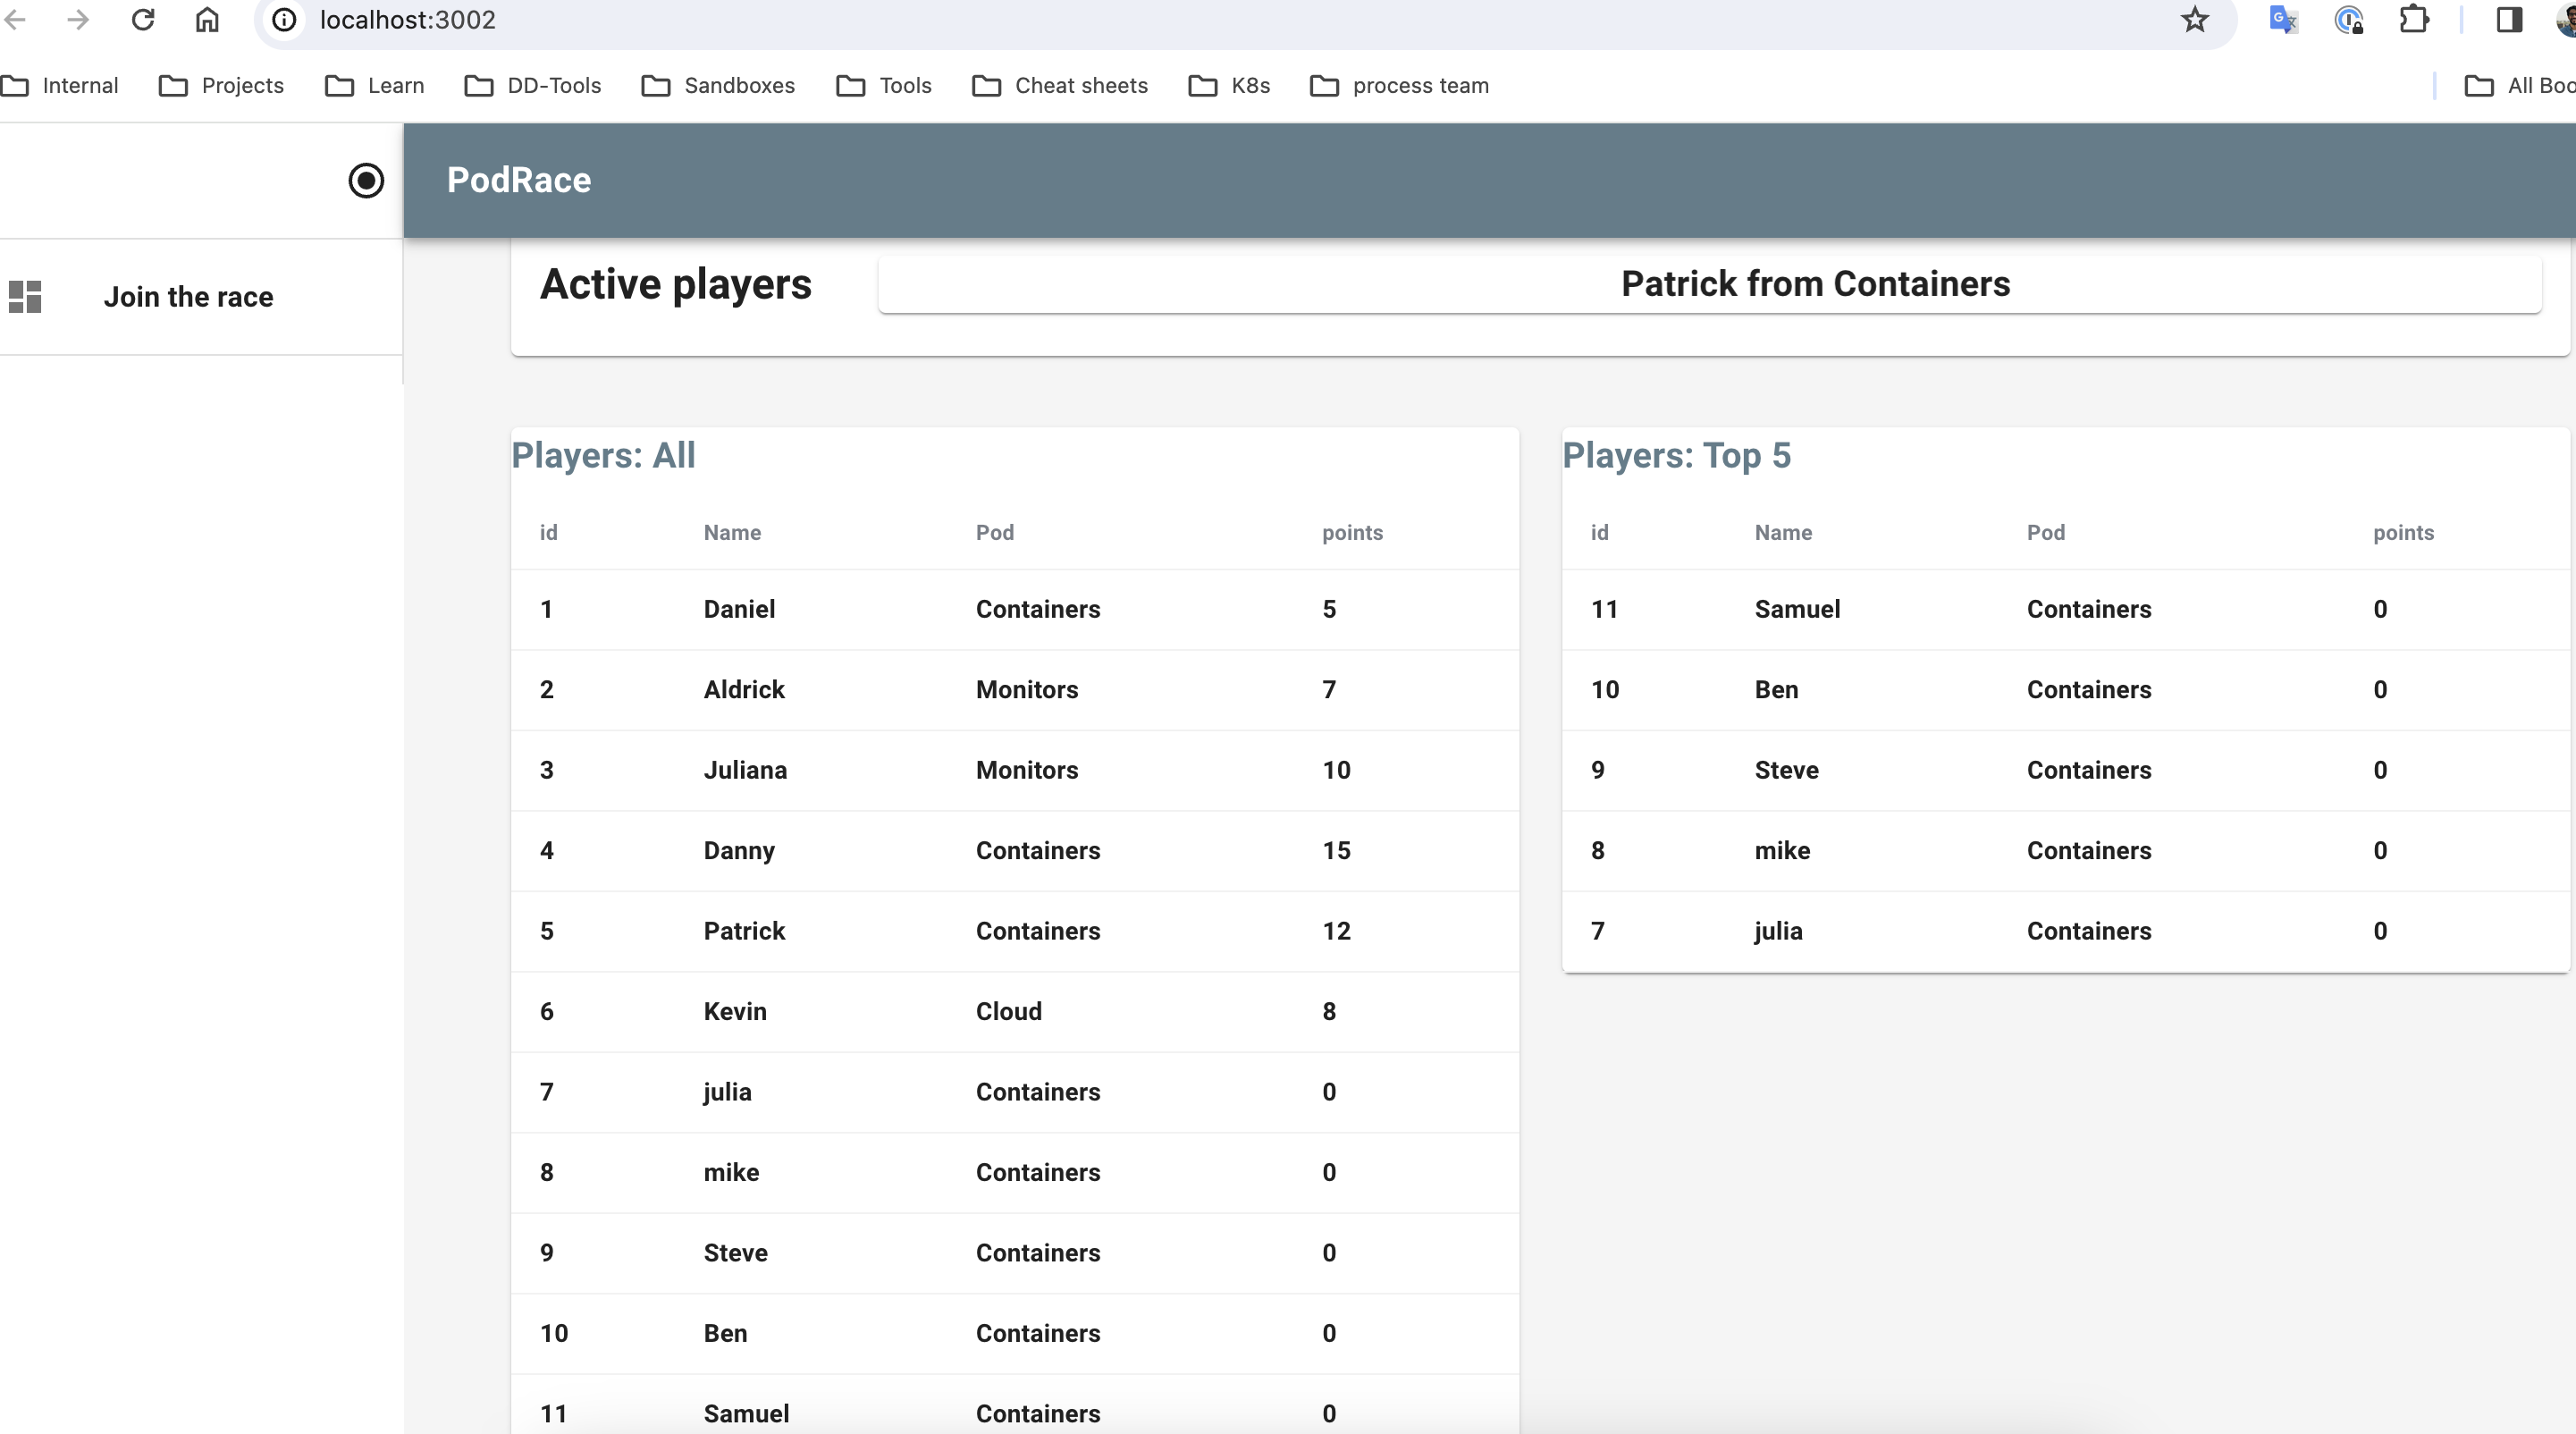 localhost:3002
Internal Projects Learn DD-Tools Sandboxes Tools Cheat sheets K8s process team All Boo
PodRace
Join the race
Active players Patrick from Containers
Players: All
id Name Pod points
1 Daniel Containers 5
2 Aldrick Monitors 7
3 Juliana Monitors 10
4 Danny Containers 15
5 Patrick Containers 12
6 Kevin Cloud 8
7 julia Containers 0
8 mike Containers 0
9 Steve Containers 0
10 Ben Containers 0
11 Samuel Containers 0
Players: Top 5
id Name Pod points
11 Samuel Containers 0
10 Ben Containers 0
9 Steve Containers 0
8 mike Containers 0
7 julia Containers 0